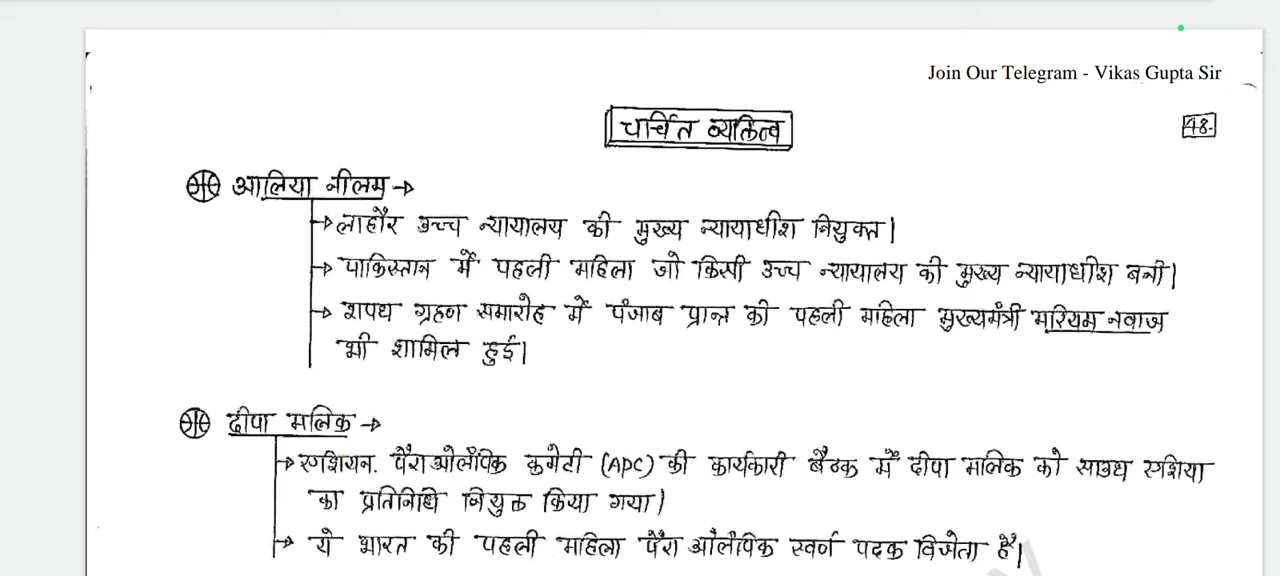 Join Our Telegram - Vikas Gupta Sir
चर्चित व्यक्तित्व
48.
आलिया नीलम →
→ लाहौर उच्च न्यायालय की मुख्य न्यायाधीश नियुक्त।
→ पाकिस्तान में पहली महिला जो किसी उच्च न्यायालय की मुख्य न्यायाधीश बनी।
→ शपथ ग्रहण समारोह में पंजाब प्रान्त की पहली महिला मुख्यमंत्री मरियम नवाज
भी शामिल हुई।
दीपा मलिक →
→ एशियन. पैराओलंपिक कमेटी (APC) की कार्यकारी बैठक में दीपा मलिक को साउथ एशिया
का प्रतिनिधि नियुक्त किया गया।
→ ये भारत की पहली महिला पैराओलंपिक स्वर्ण पदक विजेता हैं।